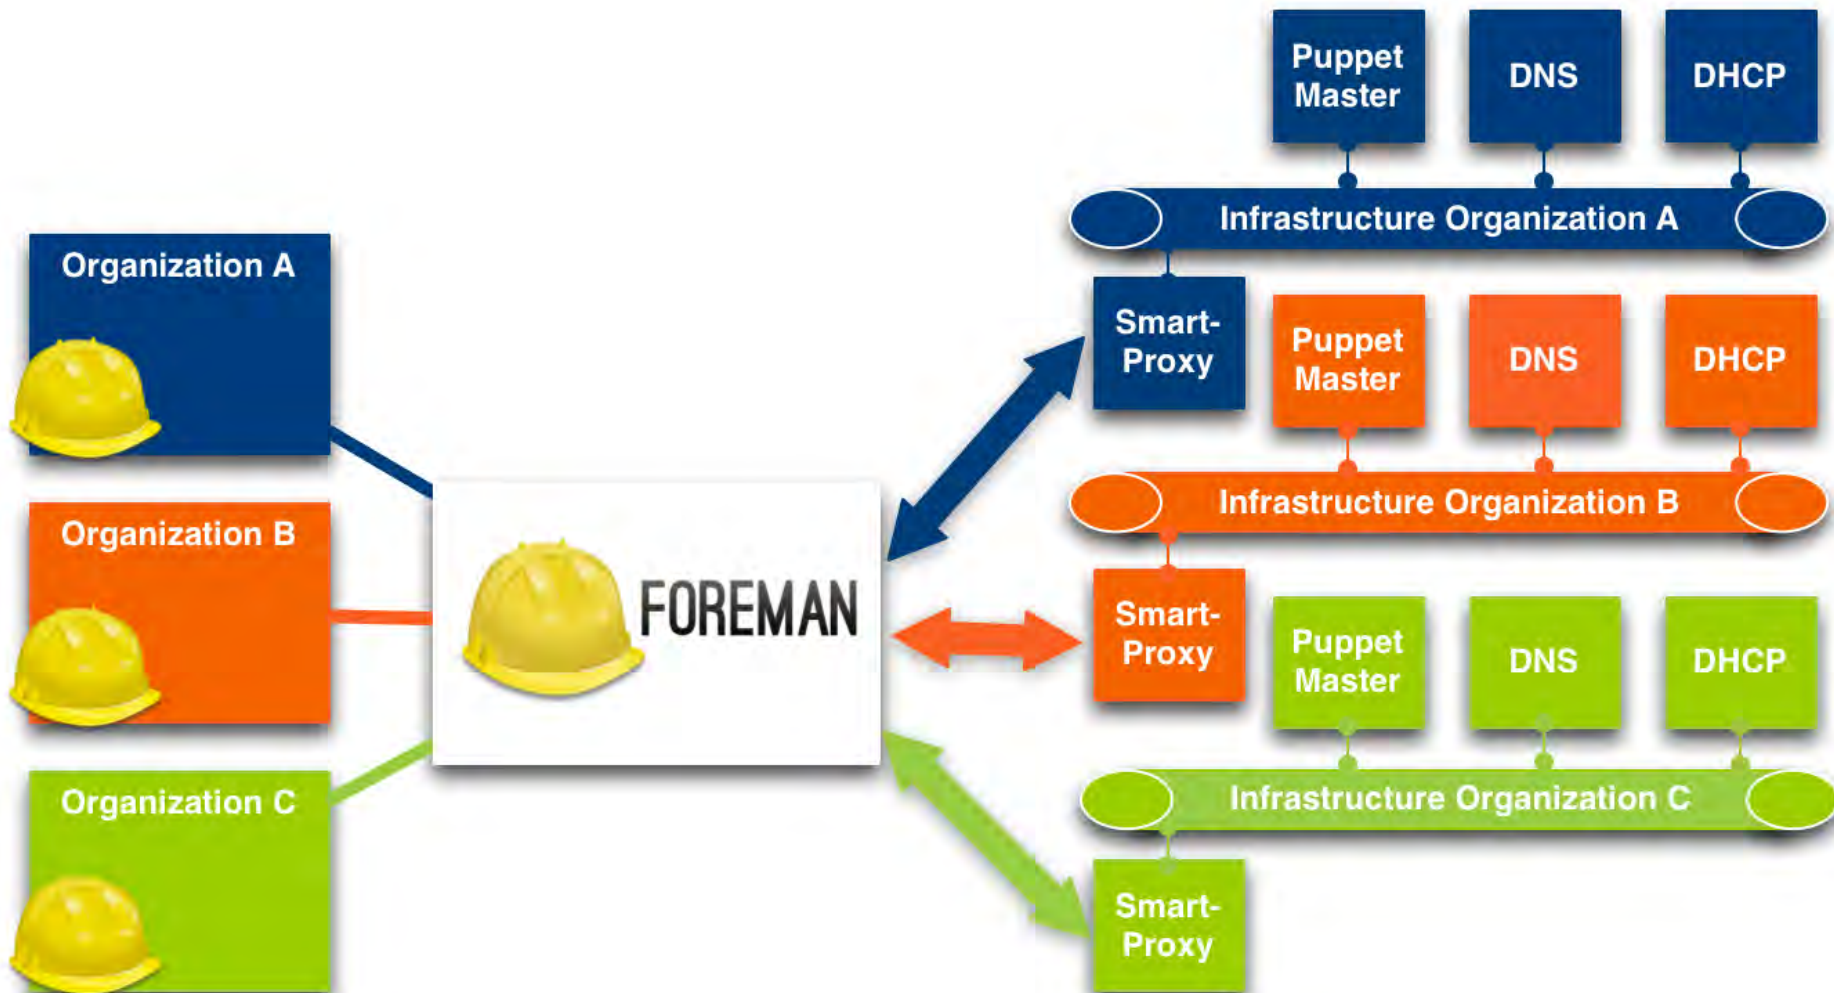 Puppet
Master
DNS
DHCP
Infrastructure Organization A
Organization A
Smart-
Proxy
Puppet
Master
DNS
DHCP
Infrastructure Organization B
Organization B
FOREMAN
Smart-
Proxy
Puppet
Master
DNS
DHCP
Infrastructure Organization C
Organization C
Smart-
Proxy